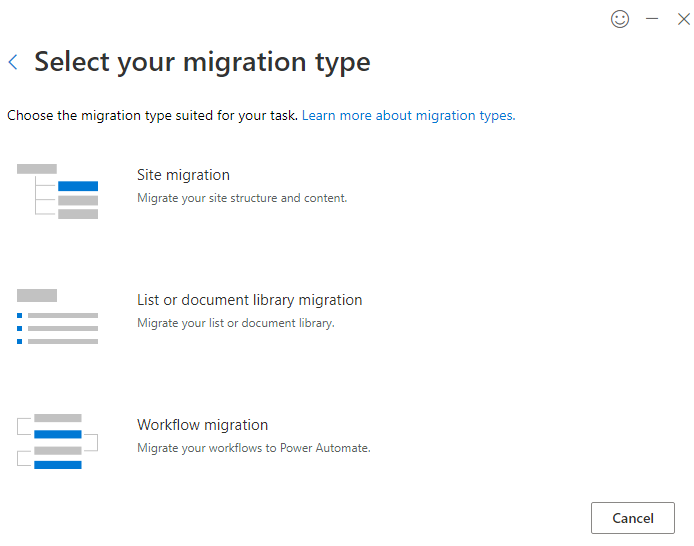 Select your migration type
Choose the migration type suited for your task. Learn more about migration types.
Site migration
Migrate your site structure and content.
List or document library migration
Migrate your list or document library.
Workflow migration
Migrate your workflows to Power Automate.
Cancel